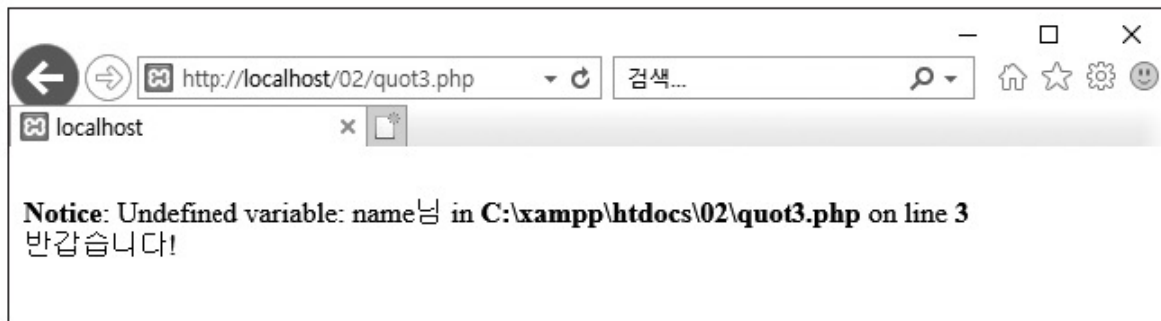 http://localhost/02/quot3.php
검색...
localhost
Notice: Undefined variable: name님 in C:\xampp\htdocs\02\quot3.php on line 3
반갑습니다!